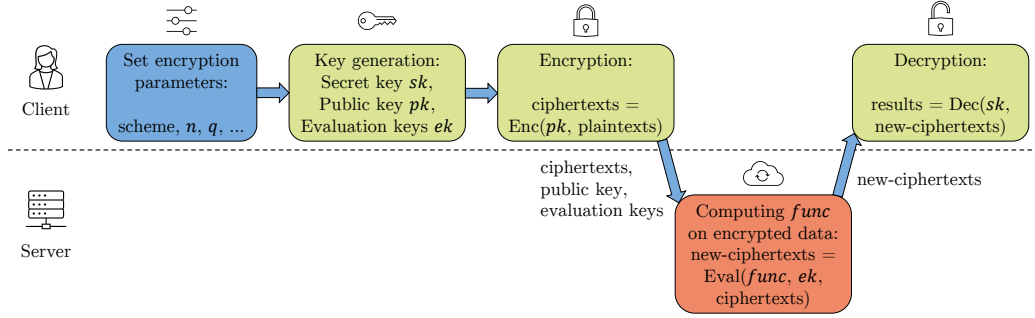 Client
Set encryption
parameters:
scheme, n, q, ...
Key generation:
Secret key sk,
Public key pk,
Evaluation keys ek
Encryption:
ciphertexts =
Enc(pk, plaintexts)
Decryption:
results = Dec(sk,
new-ciphertexts)
ciphertexts,
public key,
evaluation keys
new-ciphertexts
Server
Computing func
on encrypted data:
new-ciphertexts =
Eval(func, ek,
ciphertexts)